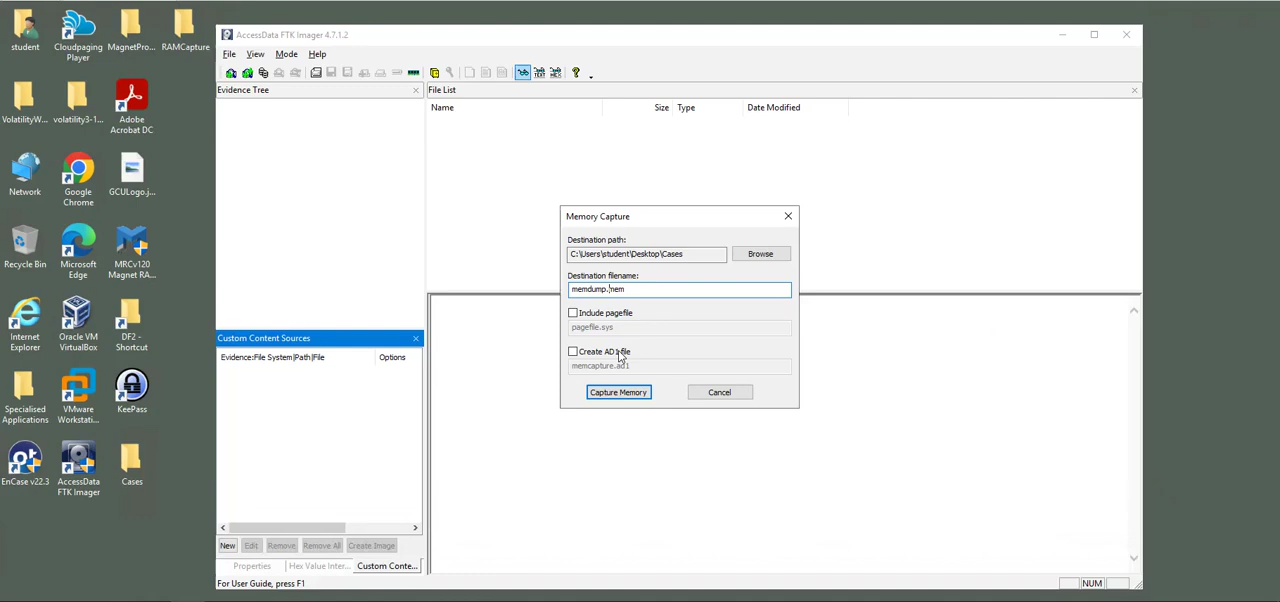 student
Cloudpaging
Player
MagnetPro...
RAMCapture
VolatilityW...
volatility3-1...
Adobe
Acrobat DC
Network
Google
Chrome
GCULogo.j...
Recycle Bin
Microsoft
Edge
MRCv120
Magnet RA...
Internet
Explorer
Oracle VM
VirtualBox
DF2 -
Shortcut
Specialised
Applications
VMware
Workstati...
KeePass
EnCase v22.3
AccessData
FTK Imager
Cases
AccessData FTK Imager 4.7.1.2
File View Mode Help
Evidence Tree
File List
Name Size Type Date Modified
Custom Content Sources
Evidence:File System|Path|File Options
New Edit Remove Remove All Create Image
Properties Hex Value Inter... Custom Conte...
For User Guide, press F1
NUM
Memory Capture
Destination path:
C:\Users\student\Desktop\Cases
Browse
Destination filename:
memdump.mem
Include pagefile
pagefile.sys
Create AD1 file
memcapture.ad1
Capture Memory Cancel